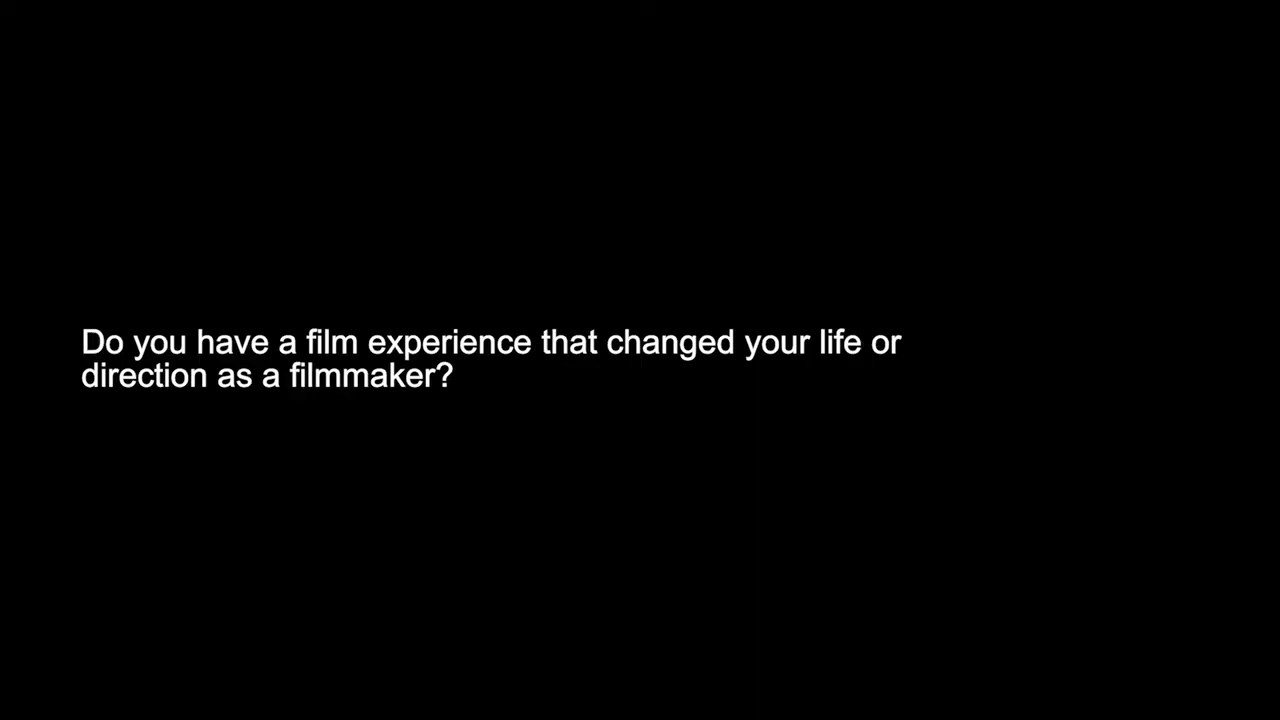 Do you have a film experience that changed your life or
direction as a filmmaker?